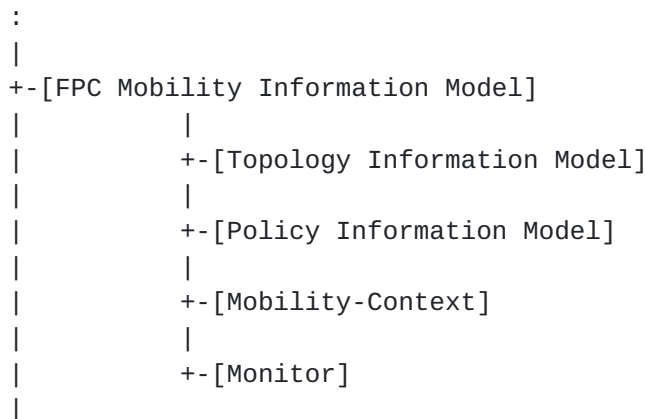 :
|
+-[FPC Mobility Information Model]
|          |
|          +-[Topology Information Model]
|          |
|          +-[Policy Information Model]
|          |
|          +-[Mobility-Context]
|          |
|          +-[Monitor]
|